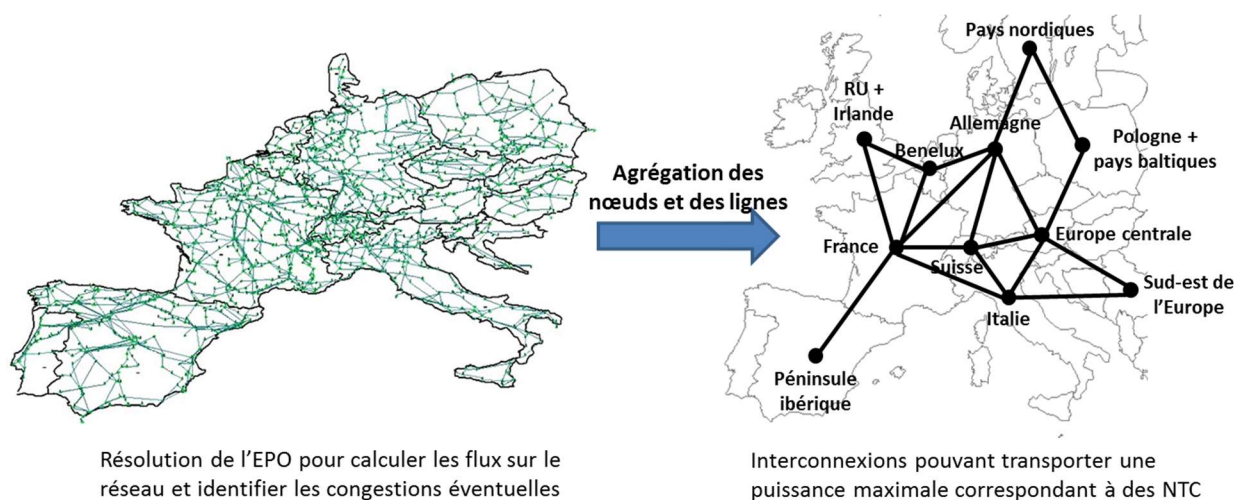 Agrégation des
nœuds et des lignes
Pays nordiques
RU +
Irlande
Allemagne
Benelux
Pologne +
pays baltiques
France
Suisse
Europe centrale
Sud-est de
l'Europe
Italie
Péninsule
ibérique
Résolution de l'EPO pour calculer les flux sur le
réseau et identifier les congestions éventuelles
Interconnexions pouvant transporter une
puissance maximale correspondant à des NTC